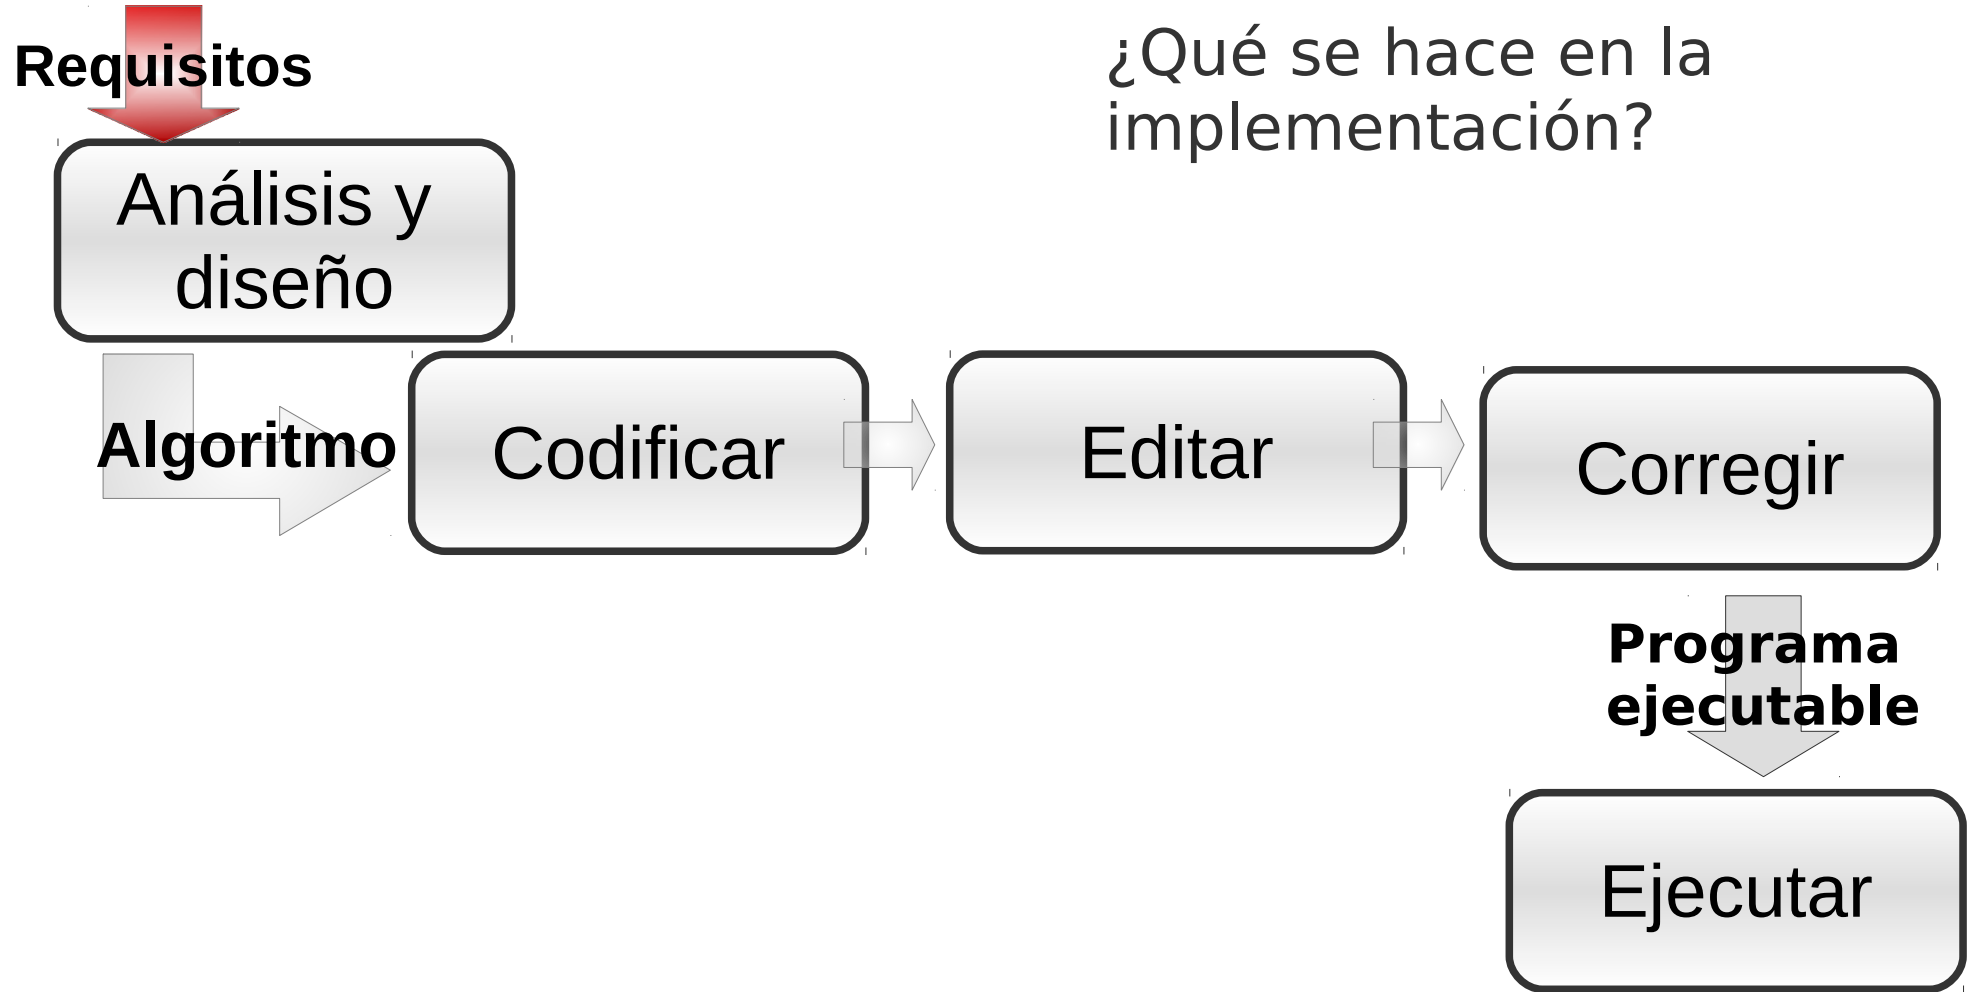 Requisitos
¿Qué se hace en la
implementación?
Análisis y
diseño
Algoritmo
Codificar
Editar
Corregir
Programa
ejecutable
Ejecutar